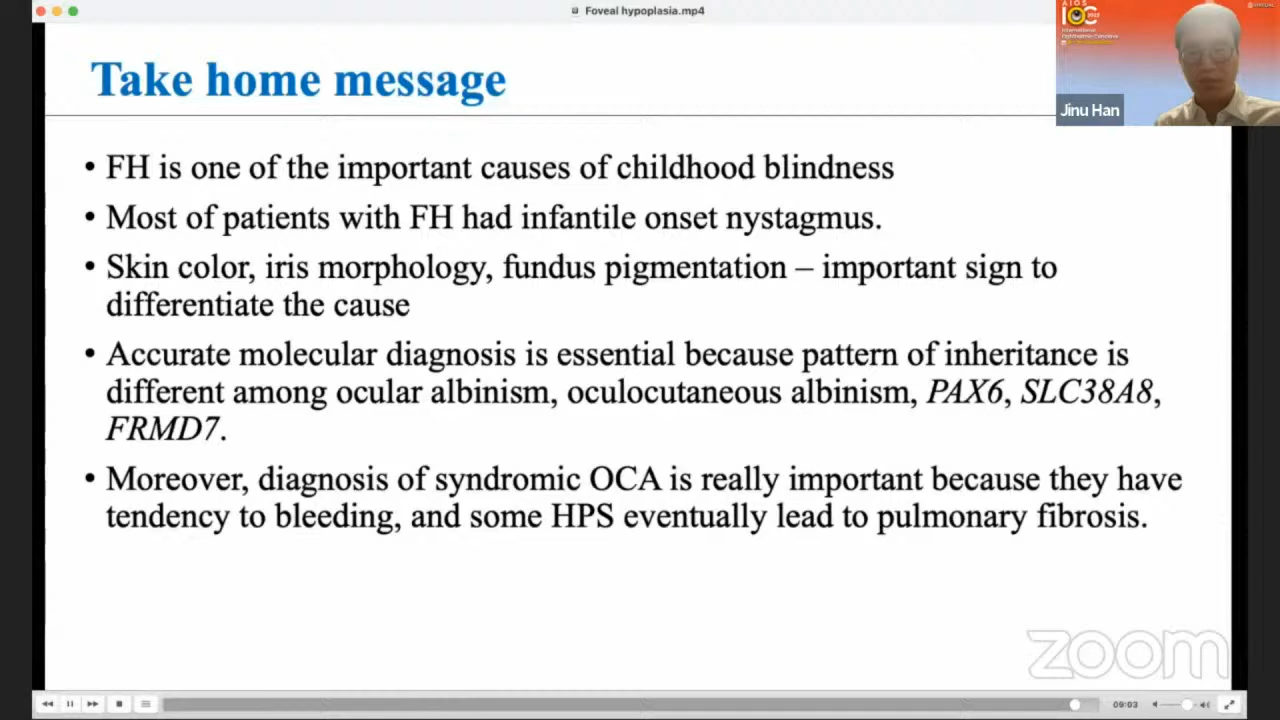 Foveal hypoplasia.mp4
AIOS
IOC
Take home message
Jinu Han
• FH is one of the important causes of childhood blindness
• Most of patients with FH had infantile onset nystagmus.
• Skin color, iris morphology, fundus pigmentation – important sign to
differentiate the cause
• Accurate molecular diagnosis is essential because pattern of inheritance is
different among ocular albinism, oculocutaneous albinism, PAX6, SLC38A8,
FRMD7.
• Moreover, diagnosis of syndromic OCA is really important because they have
tendency to bleeding, and some HPS eventually lead to pulmonary fibrosis.
zoom
09:03